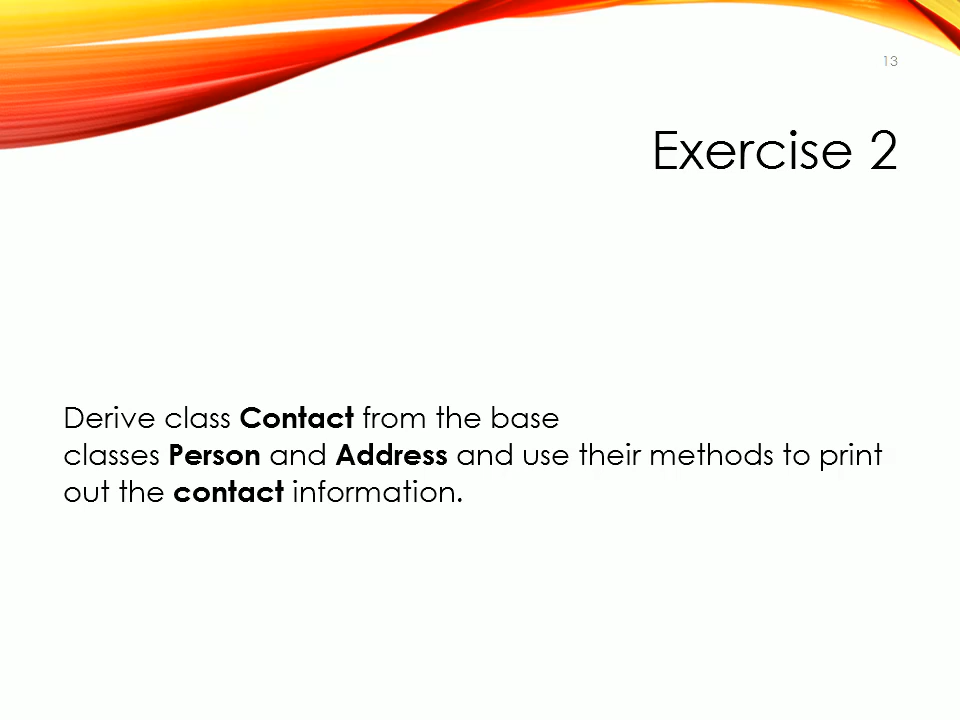 13
Exercise 2
Derive class Contact from the base
classes Person and Address and use their methods to print
out the contact information.